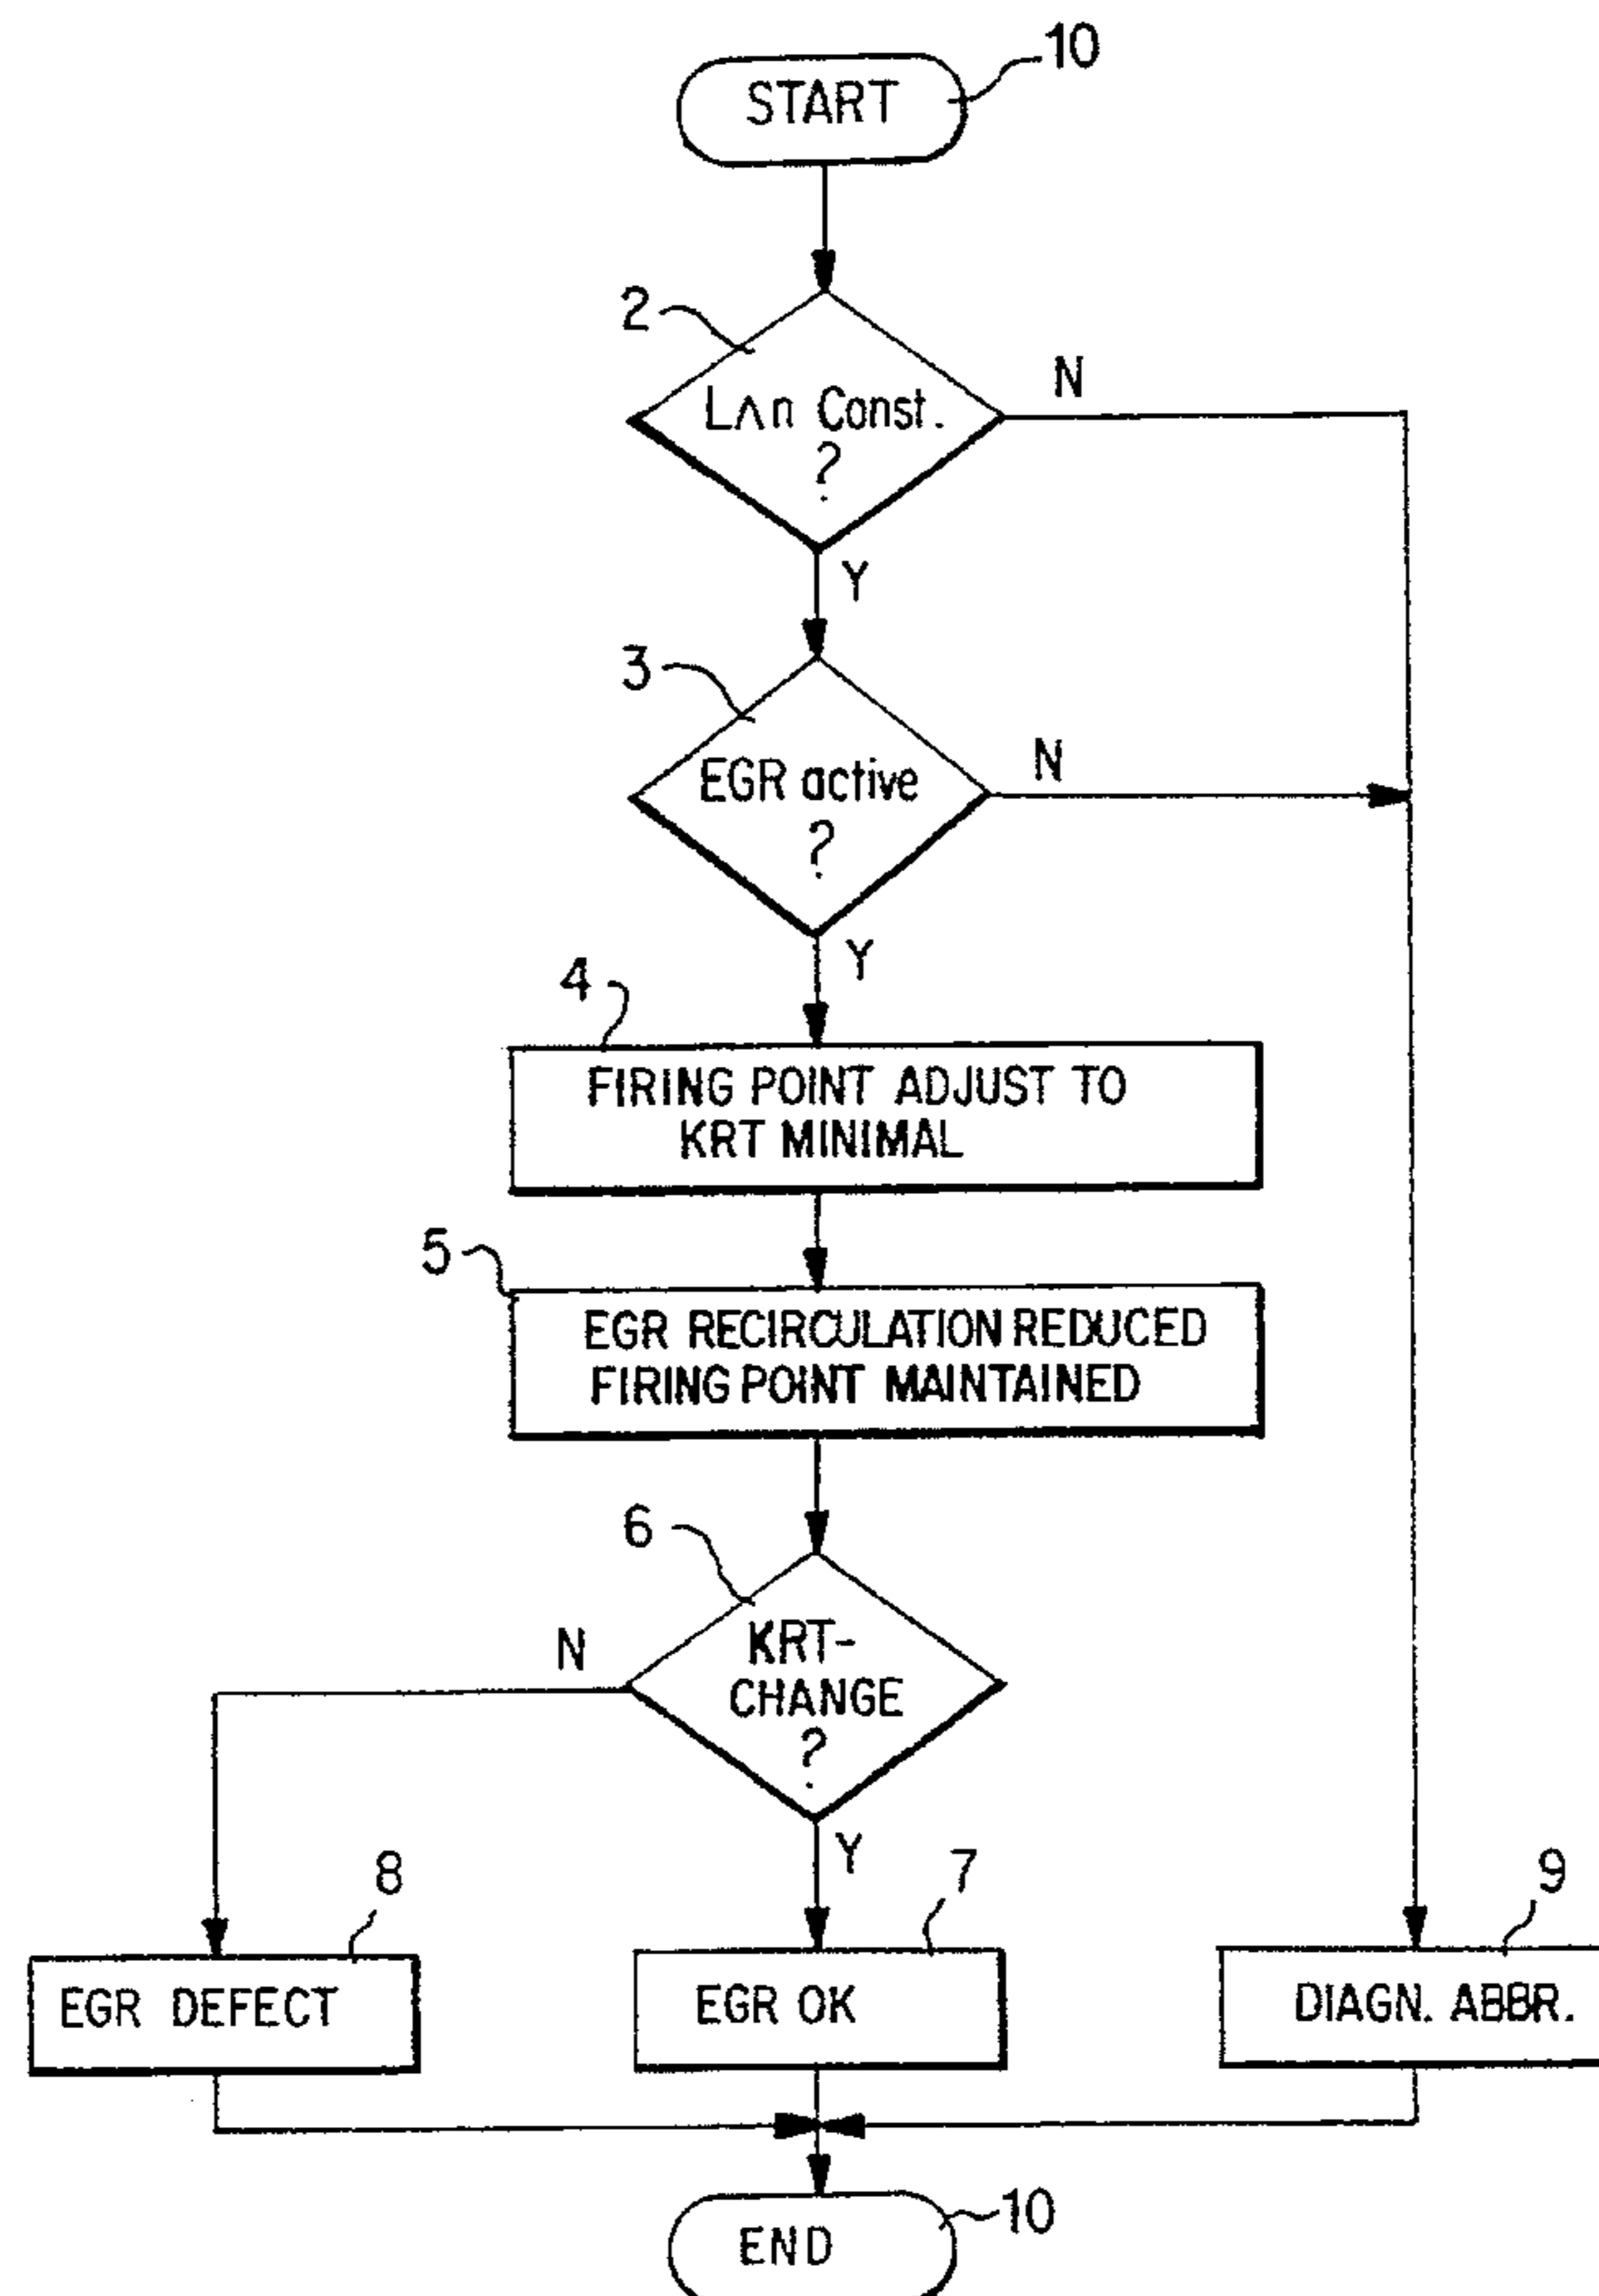 10
START
2
L∧n Const.
?
N
Y
3
EGR active
?
N
Y
4
FIRING POINT ADJUST TO
KRT MINIMAL
5
EGR RECIRCULATION REDUCED
FIRING POINT MAINTAINED
6
KRT-
CHANGE
?
N
Y
8
EGR DEFECT
7
EGR OK
9
DIAGN. ABBR.
END
10